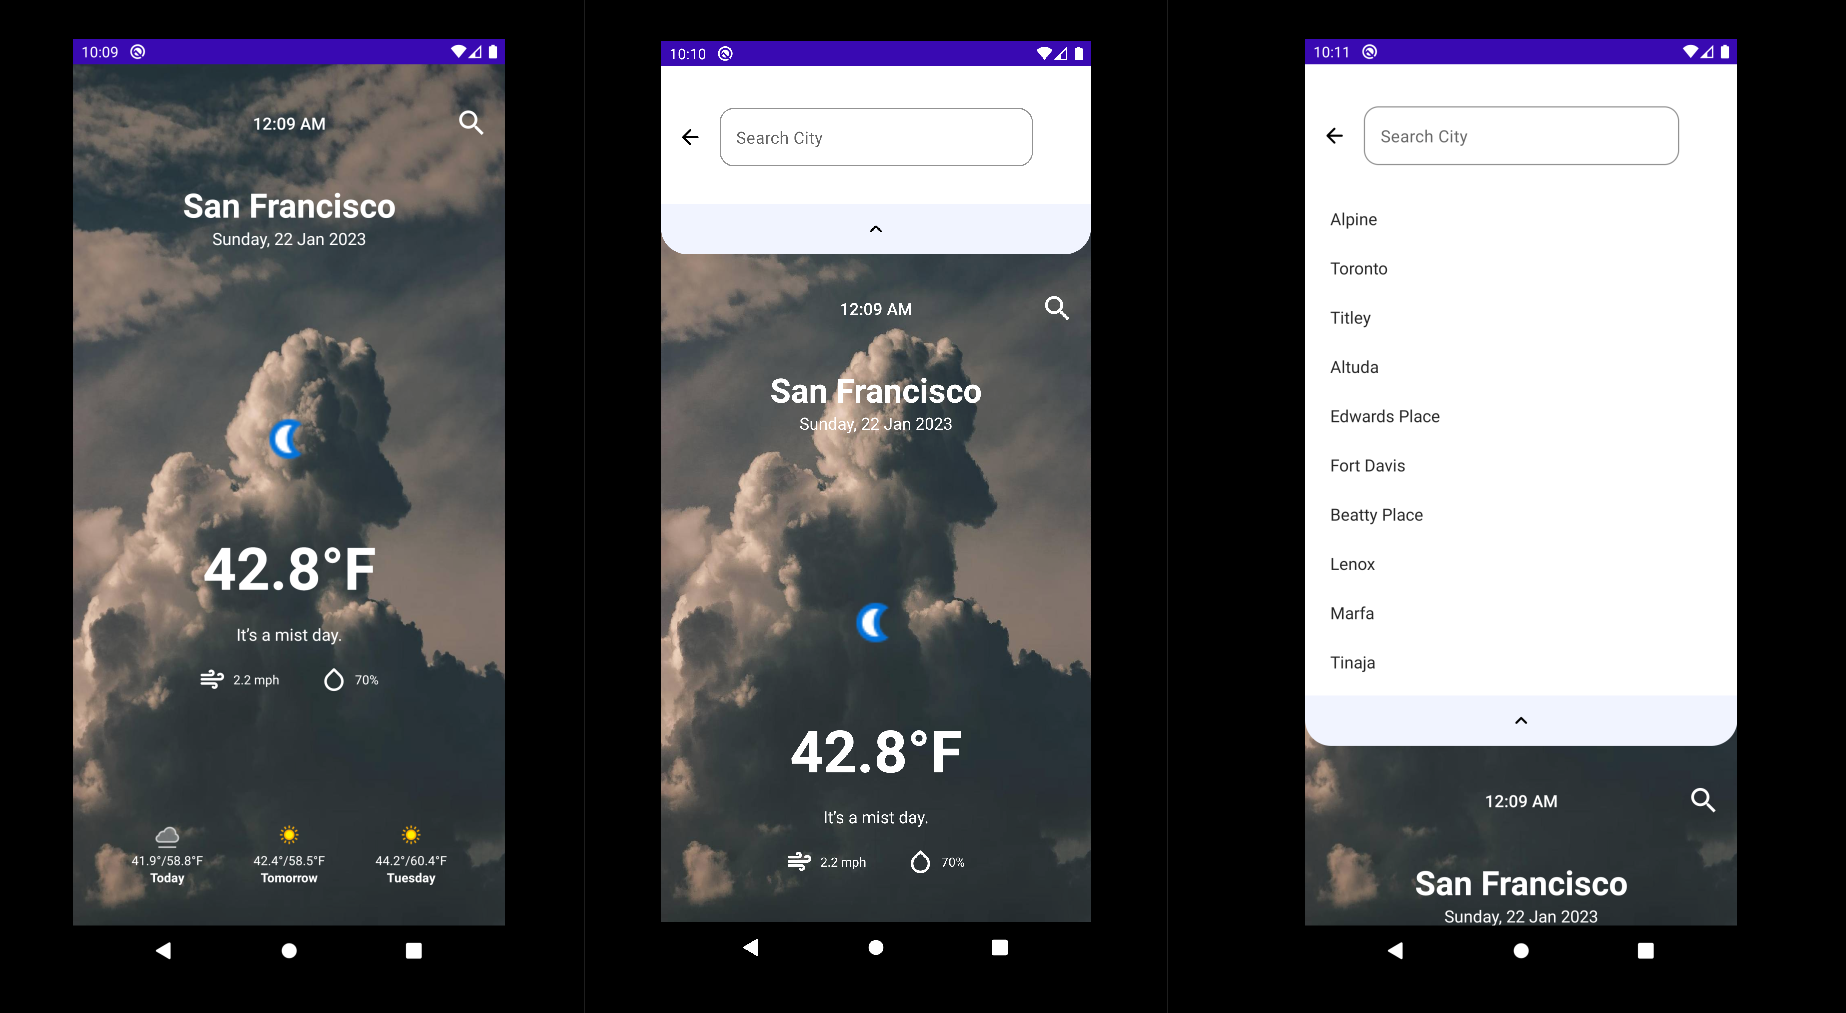 10:09
12:09 AM
San Francisco
Sunday, 22 Jan 2023
42.8°F
It's a mist day.
2.2 mph
70%
41.9°/58.8°F
Today
42.4°/58.5°F
Tomorrow
44.2°/60.4°F
Tuesday
10:10
Search City
12:09 AM
San Francisco
Sunday, 22 Jan 2023
42.8°F
It's a mist day.
2.2 mph
70%
10:11
Search City
Alpine
Toronto
Titley
Altuda
Edwards Place
Fort Davis
Beatty Place
Lenox
Marfa
Tinaja
12:09 AM
San Francisco
Sunday, 22 Jan 2023